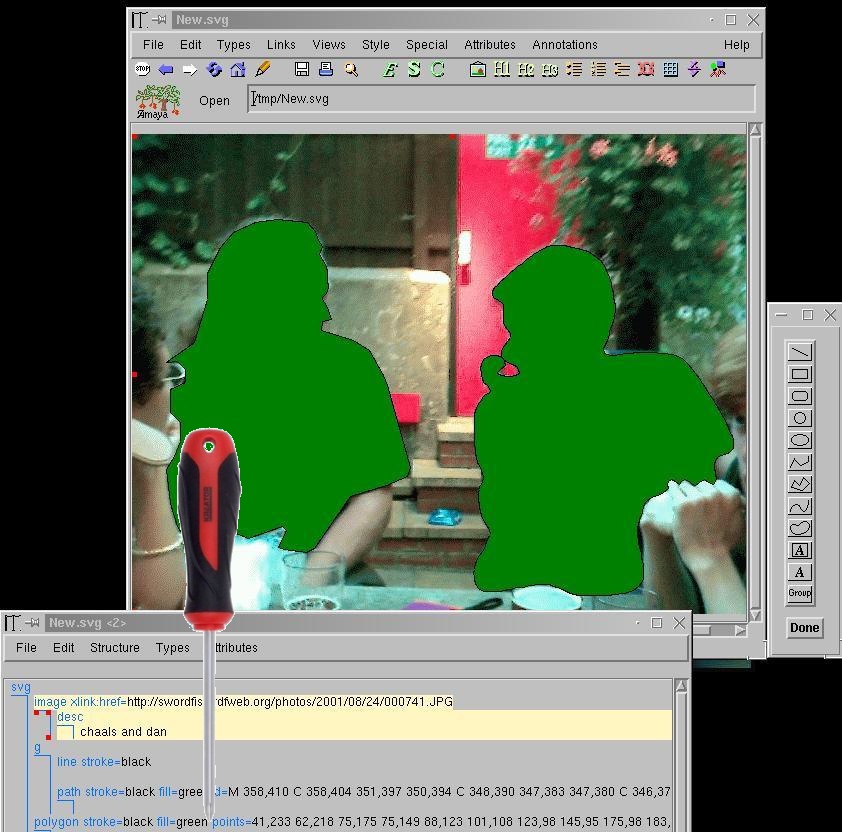 New.svg
File Edit Types Links Views Style Special Attributes Annotations Help
STOP E S C H1 H2 H3
Amaya Open /tmp/New.svg
A
A
Group
Done
New.svg <2>
File Edit Structure Types ttributes
svg
image xlink:href=http://swordfis rdfweb.org/photos/2001/08/24/000741.JPG
desc
chaals and dan
g
line stroke=black
path stroke=black fill=gree d=M 358,410 C 358,404 351,397 350,394 C 348,390 347,383 347,380 C 346,37
polygon stroke=black fill=green points=41,233 62,218 75,175 75,149 88,123 101,108 123,98 145,95 175,98 183,